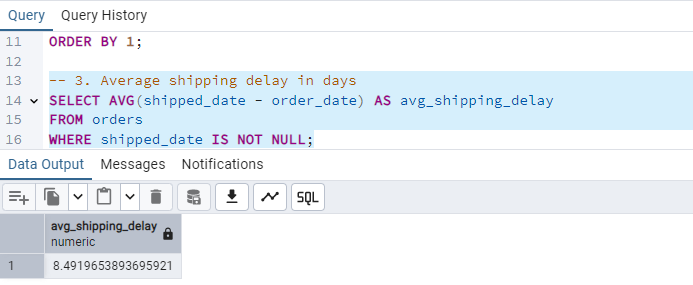 Query Query History
11 ORDER BY 1;
12
13 -- 3. Average shipping delay in days
14 SELECT AVG(shipped_date - order_date) AS avg_shipping_delay
15 FROM orders
16 WHERE shipped_date IS NOT NULL;
Data Output Messages Notifications
SQL
avg_shipping_delay
numeric
1 8.4919653893695921